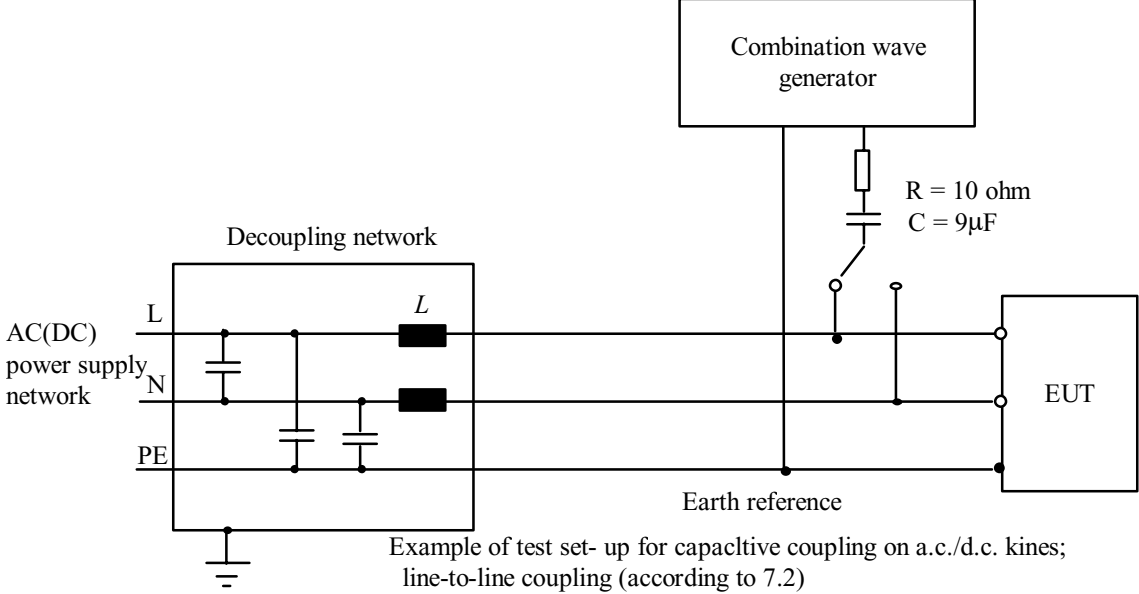 Combination wave
generator
R = 10 ohm
C = 9μF
Decoupling network
L
L
AC(DC)
power supply
network
N
EUT
PE
Earth reference
Example of test set- up for capacltive coupling on a.c./d.c. kines;
line-to-line coupling (according to 7.2)